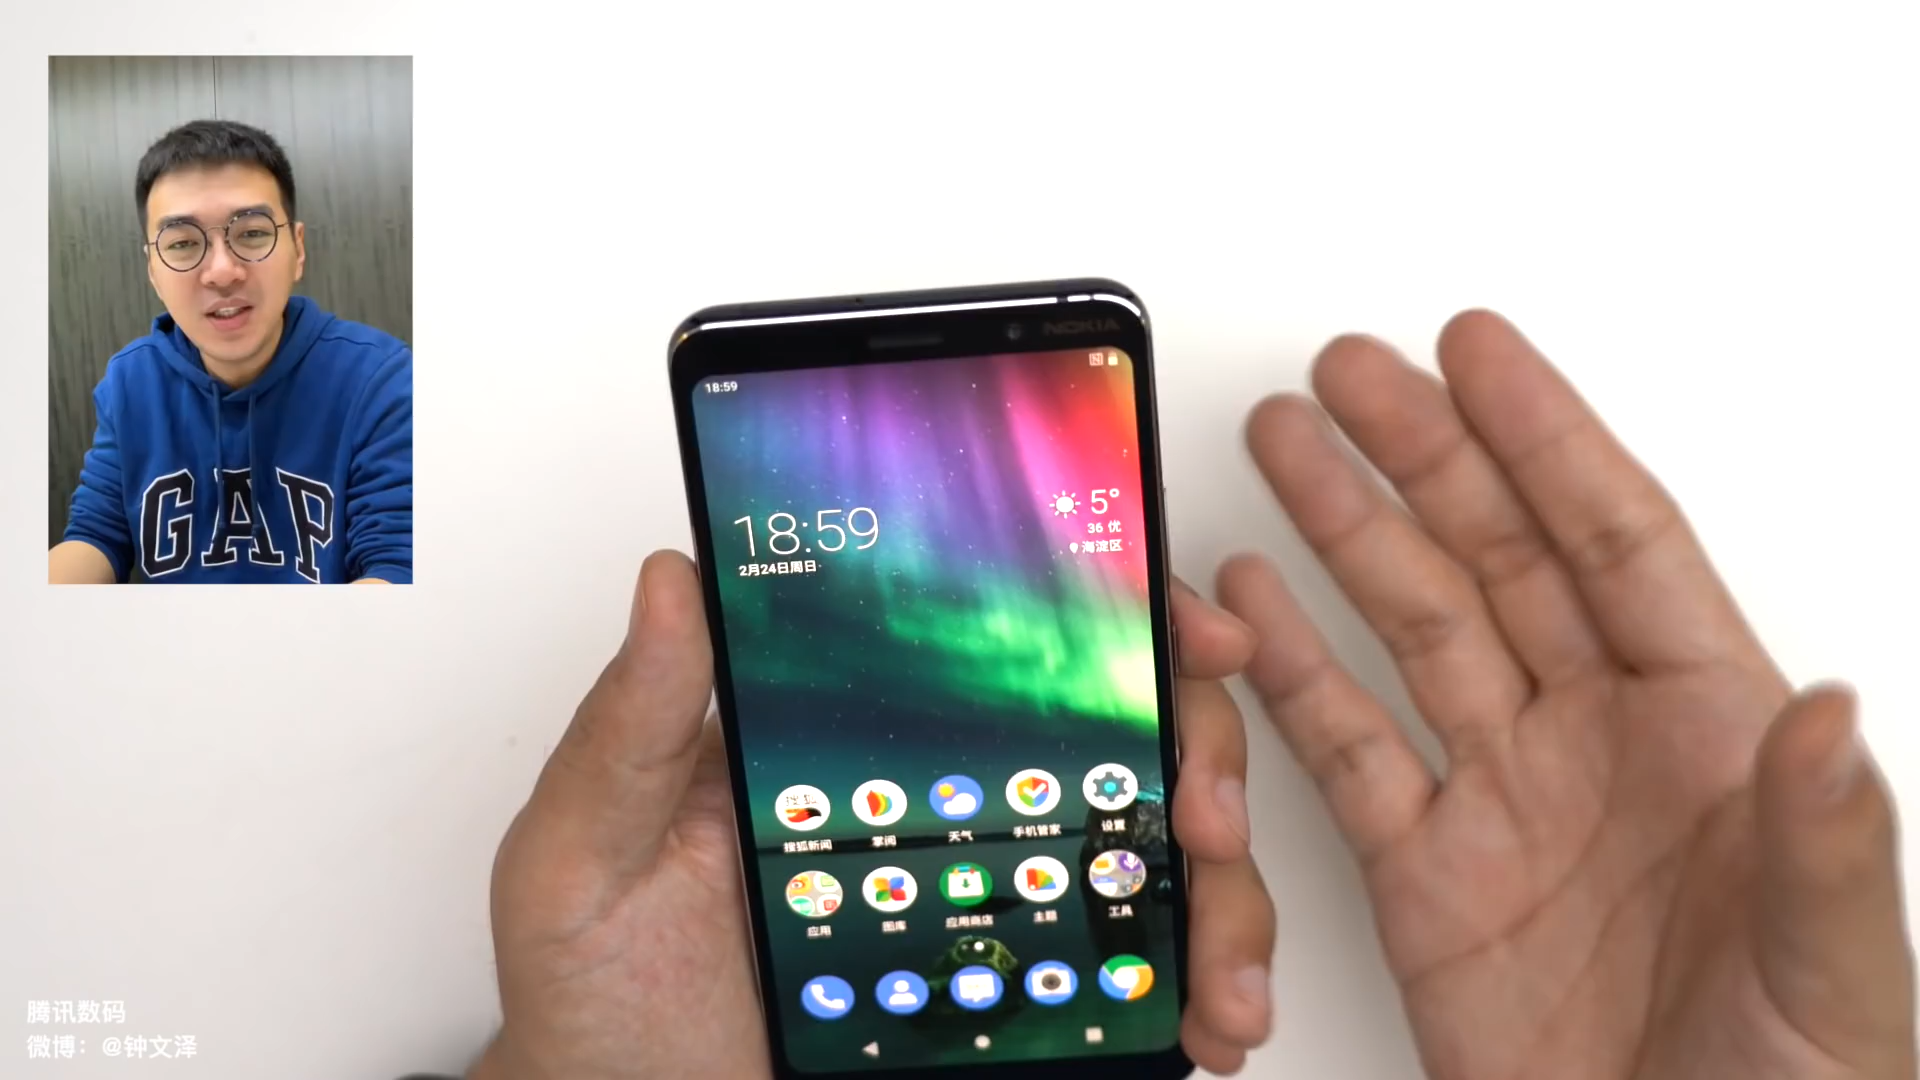 GAP
NOKIA
18:59
18:59
2月24日周日
5°
36 优
海淀区
搜狐
搜狐新闻
掌阅
天气
手机管家
设置
应用
图库
应用商店
主题
工具
腾讯数码
微博：@钟文泽